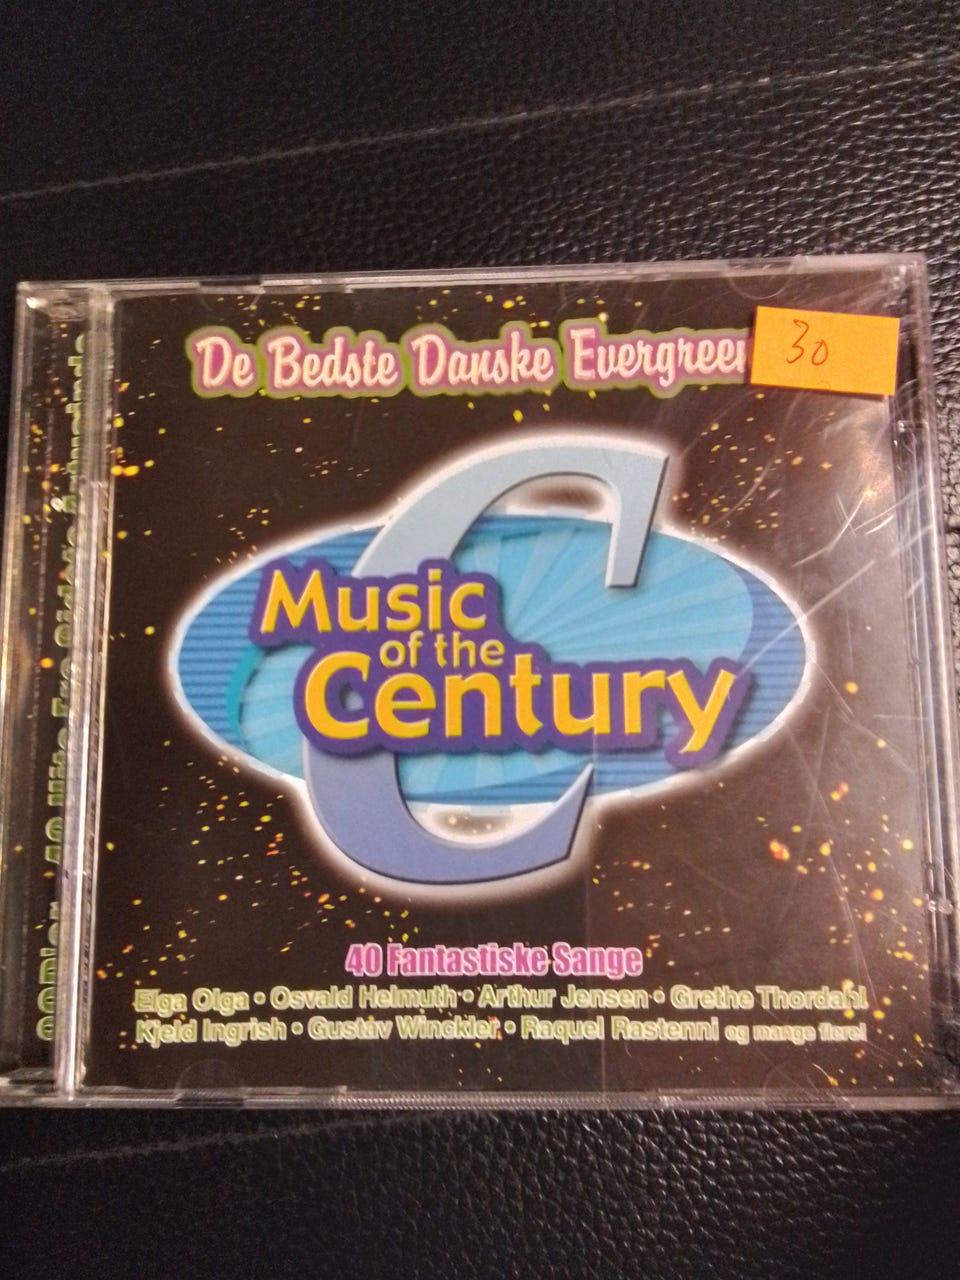 De Bedste Danske Evergreen
30
Music
of the
Century
40 Fantastiske Sange
Elga Olga • Osvald Helmuth • Arthur Jensen • Grethe Thordahl
Kjeld Ingrish • Gustav Winckler • Raquel Rastenni og mange flere!